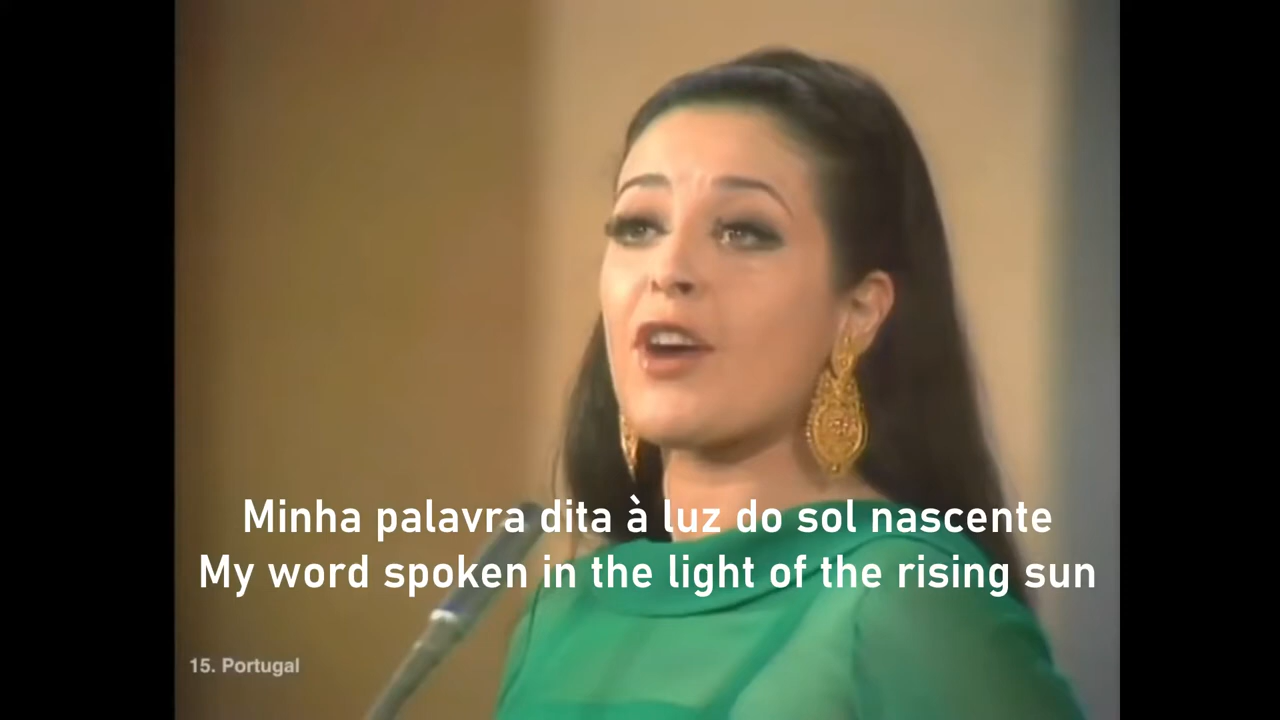 Minha palavra dita à luz do sol nascente
My word spoken in the light of the rising sun
15. Portugal